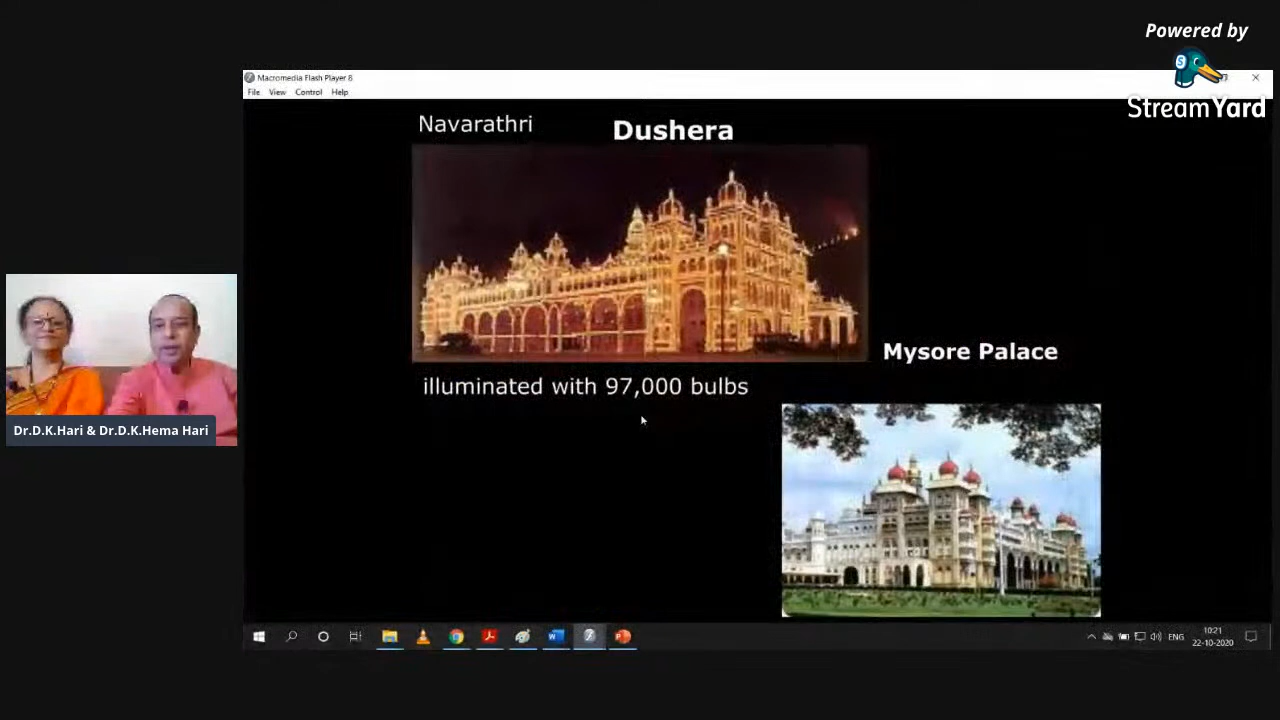 Powered by
StreamYard
Macromedia Flash Player 8
File View Control Help
Navarathri
Dushera
Mysore Palace
illuminated with 97,000 bulbs
Dr.D.K.Hari & Dr.D.K.Hema Hari
ENG
10:21
22-10-2020